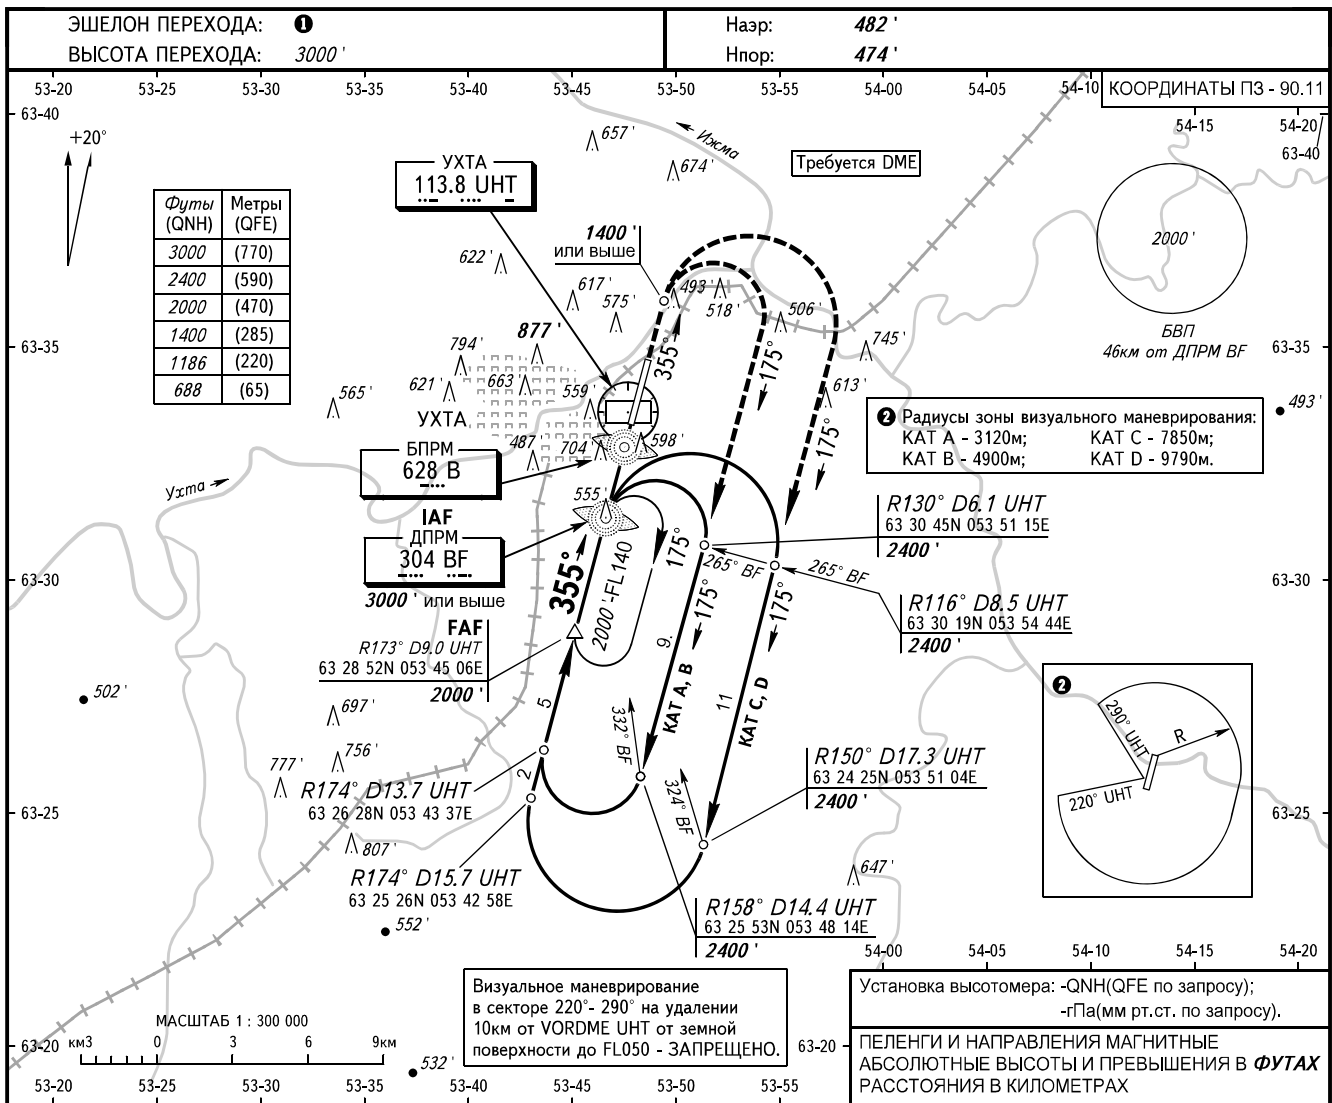 ЭШЕЛОН ПЕРЕХОДА: ❶
ВЫСОТА ПЕРЕХОДА: 3000 '
Наэр: 482 '
Нпор: 474 '
53-20 53-25 53-30 53-35 53-40 53-45 53-50 53-55 54-00 54-05 54-10
КООРДИНАТЫ ПЗ - 90.11
63-40
54-15 54-20
63-40
+20°
Футы (QNH) Метры (QFE)
3000 (770)
2400 (590)
2000 (470)
1400 (285)
1186 (220)
688 (65)
УХТА
113.8 UHT
657 '
674 '
Ижма
Требуется DME
2000 '
БВП
46км от ДПРМ BF
1400 '
или выше
622 '
617 '
575 '
493 '
518 '
506 '
745 '
613 '
877 '
794 '
621 '
663 '
559 '
565 '
УХТА
487 '
704 '
598 '
63-35
63-35
493 '
355°
175°
175°
❷ Радиусы зоны визуального маневрирования:
КАТ A - 3120м; КАТ C - 7850м;
КАТ B - 4900м; КАТ D - 9790м.
БПРМ
628 B
Ухта
555 '
IAF
ДПРМ
304 BF
3000 ' или выше
R130° D6.1 UHT
63 30 45N 053 51 15E
2400 '
265° BF
265° BF
R116° D8.5 UHT
63 30 19N 053 54 44E
2400 '
63-30
63-30
355°
2000 '-FL140
175°
175°
175°
FAF
R173° D9.0 UHT
63 28 52N 053 45 06E
2000 '
502 '
697 '
756 '
777 '
807 '
5
2
9.
11
КАТ A, B
КАТ C, D
332° BF
324° BF
R174° D13.7 UHT
63 26 28N 053 43 37E
R150° D17.3 UHT
63 24 25N 053 51 04E
2400 '
63-25
63-25
R174° D15.7 UHT
63 25 26N 053 42 58E
552 '
647 '
R158° D14.4 UHT
63 25 53N 053 48 14E
2400 '
❷
290° UHT
R
220° UHT
54-00 54-05 54-10 54-15 54-20
Визуальное маневрирование
в секторе 220°- 290° на удалении
10км от VORDME UHT от земной
поверхности до FL050 - ЗАПРЕЩЕНО.
Установка высотомера: -QNH(QFE по запросу);
-гПа(мм рт.ст. по запросу).
ПЕЛЕНГИ И НАПРАВЛЕНИЯ МАГНИТНЫЕ
АБСОЛЮТНЫЕ ВЫСОТЫ И ПРЕВЫШЕНИЯ В ФУТАХ
РАССТОЯНИЯ В КИЛОМЕТРАХ
МАСШТАБ 1 : 300 000
63-20
км3 0 3 6 9км
63-20
532 '
53-20 53-25 53-30 53-35 53-40 53-45 53-50 53-55